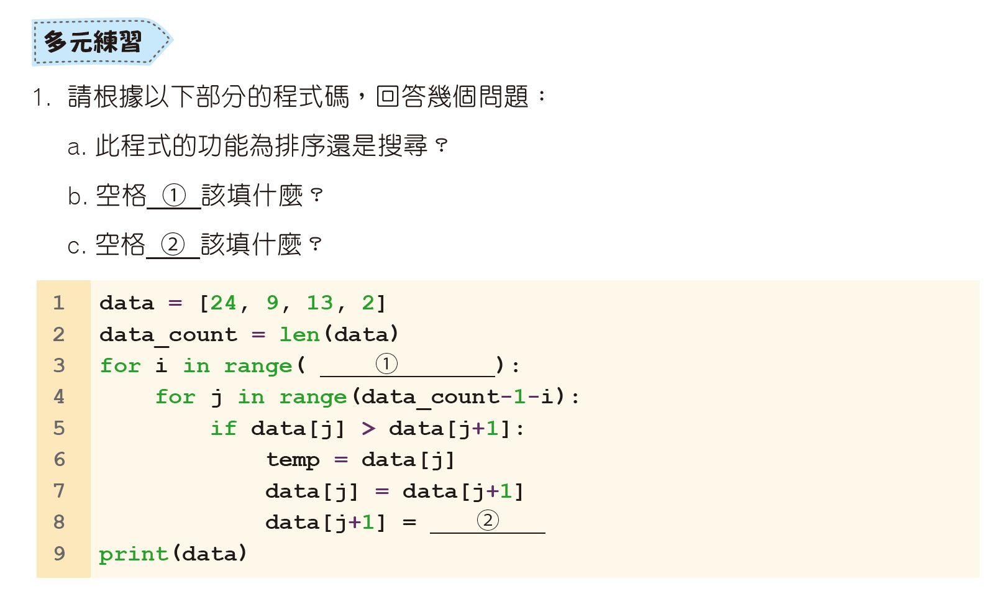 多元練習
1. 請根據以下部分的程式碼，回答幾個問題：
a. 此程式的功能為排序還是搜尋？
b. 空格 ① 該填什麼？
c. 空格 ② 該填什麼？
1 data = [24, 9, 13, 2]
2 data_count = len(data)
3 for i in range( ① ):
4     for j in range(data_count-1-i):
5         if data[j] > data[j+1]:
6             temp = data[j]
7             data[j] = data[j+1]
8             data[j+1] = ②
9 print(data)